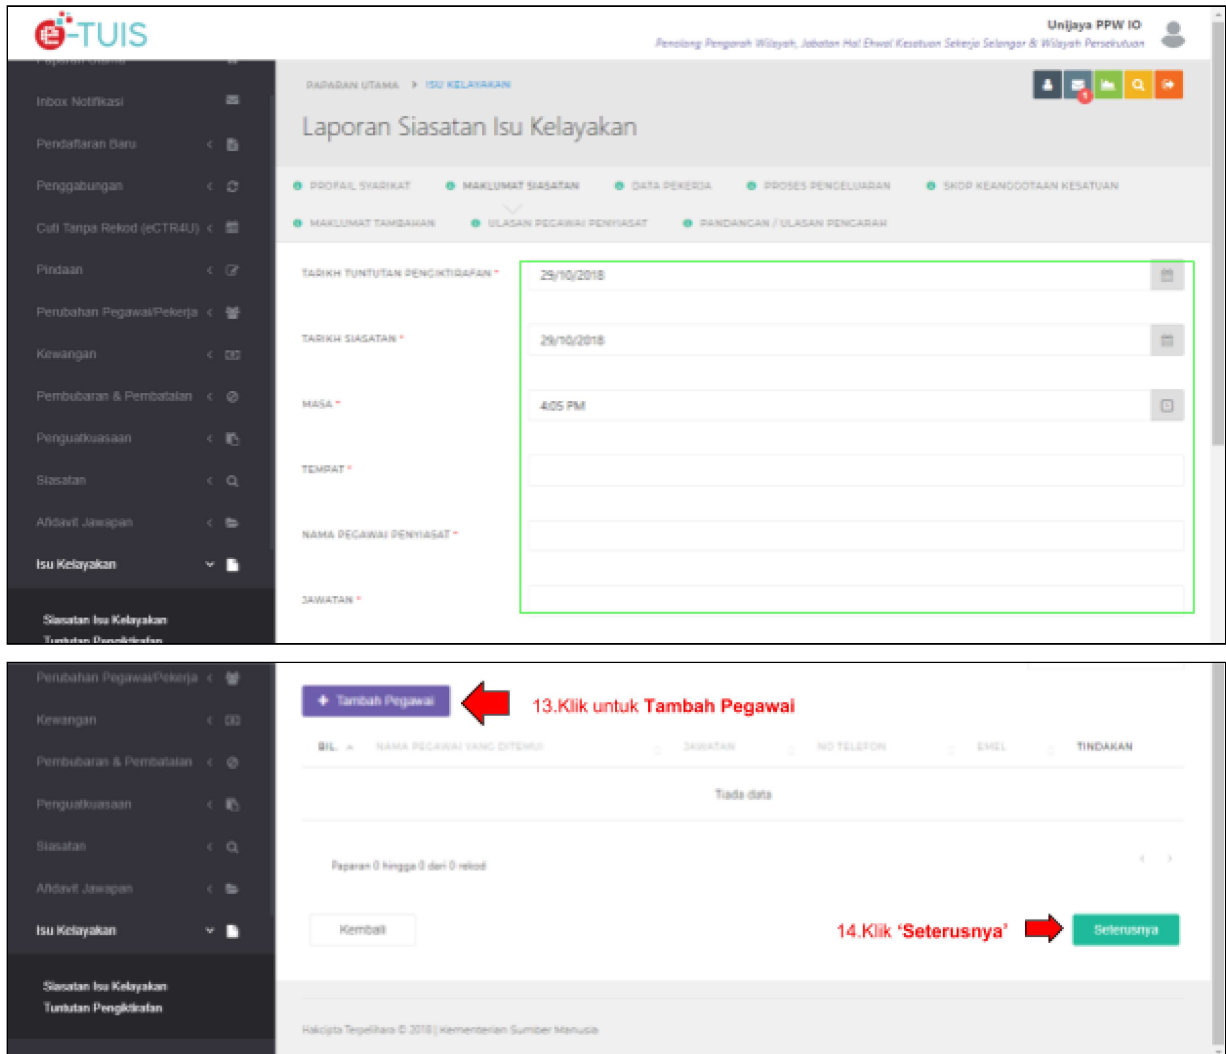 e-TUIS
Unijaya PPW IO
Penolong Pengarah Wilayah, Jabatan Hal Ehwal Kesatuan Sekerja Selangor & Wilayah Persekutuan
Paparan Utama
Inbox Notifikasi
Pendaftaran Baru
Penggabungan
Cuti Tanpa Rekod (eCTR4U)
Pindaan
Perubahan Pegawai/Pekerja
Kewangan
Pembubaran & Pembatalan
Penguatkuasaan
Siasatan
Afidavit Jawapan
Isu Kelayakan
Siasatan Isu Kelayakan
Tuntutan Pengiktirafan
PAPARAN UTAMA > ISU KELAYAKAN
1
Laporan Siasatan Isu Kelayakan
PROFAIL SYARIKAT MAKLUMAT SIASATAN DATA PEKERJA PROSES PENGELUARAN SKOP KEANGGOTAAN KESATUAN
MAKLUMAT TAMBAHAN ULASAN PEGAWAI PENYIASAT PANDANGAN / ULASAN PENGARAH
TARIKH TUNTUTAN PENGIKTIRAFAN * 29/10/2018
TARIKH SIASATAN * 29/10/2018
MASA * 4:05 PM
TEMPAT *
NAMA PEGAWAI PENYIASAT *
JAWATAN *
Perubahan Pegawai/Pekerja
Kewangan
Pembubaran & Pembatalan
Penguatkuasaan
Siasatan
Afidavit Jawapan
Isu Kelayakan
Siasatan Isu Kelayakan
Tuntutan Pengiktirafan
+ Tambah Pegawai
13.Klik untuk Tambah Pegawai
BIL. NAMA PEGAWAI YANG DITEMUI JAWATAN NO TELEFON EMEL TINDAKAN
Tiada data
Paparan 0 hingga 0 dari 0 rekod
Kembali
14.Klik ‘Seterusnya’
Seterusnya
Hakcipta Terpelihara © 2018 | Kementerian Sumber Manusia